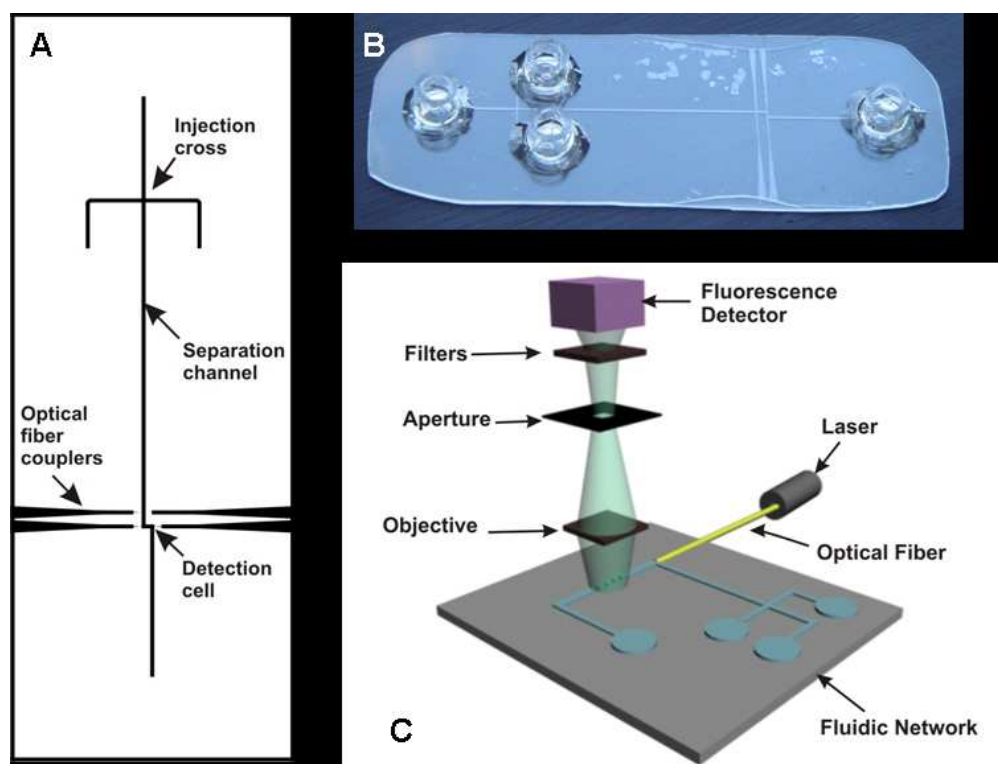 A
Injection
cross
Separation
channel
Optical
fiber
couplers
Detection
cell
B
Fluorescence
Detector
Filters
Aperture
Laser
Objective
Optical Fiber
Fluidic Network
C